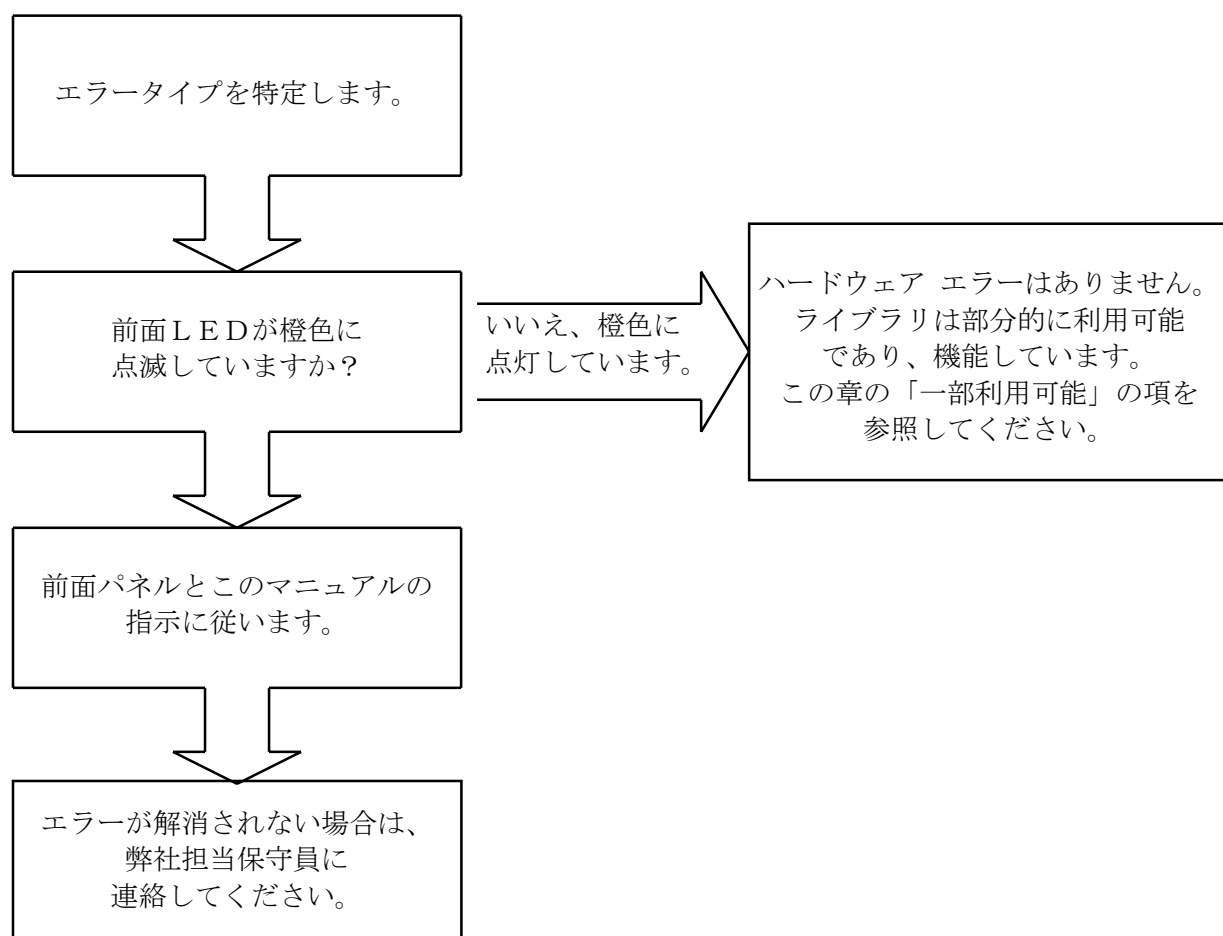 エラータイプを特定します。
前面ＬＥＤが橙色に
点滅していますか？
いいえ、橙色に
点灯しています。
ハードウェア エラーはありません。
ライブラリは部分的に利用可能
であり、機能しています。
この章の「一部利用可能」の項を
参照してください。
前面パネルとこのマニュアルの
指示に従います。
エラーが解消されない場合は、
弊社担当保守員に
連絡してください。